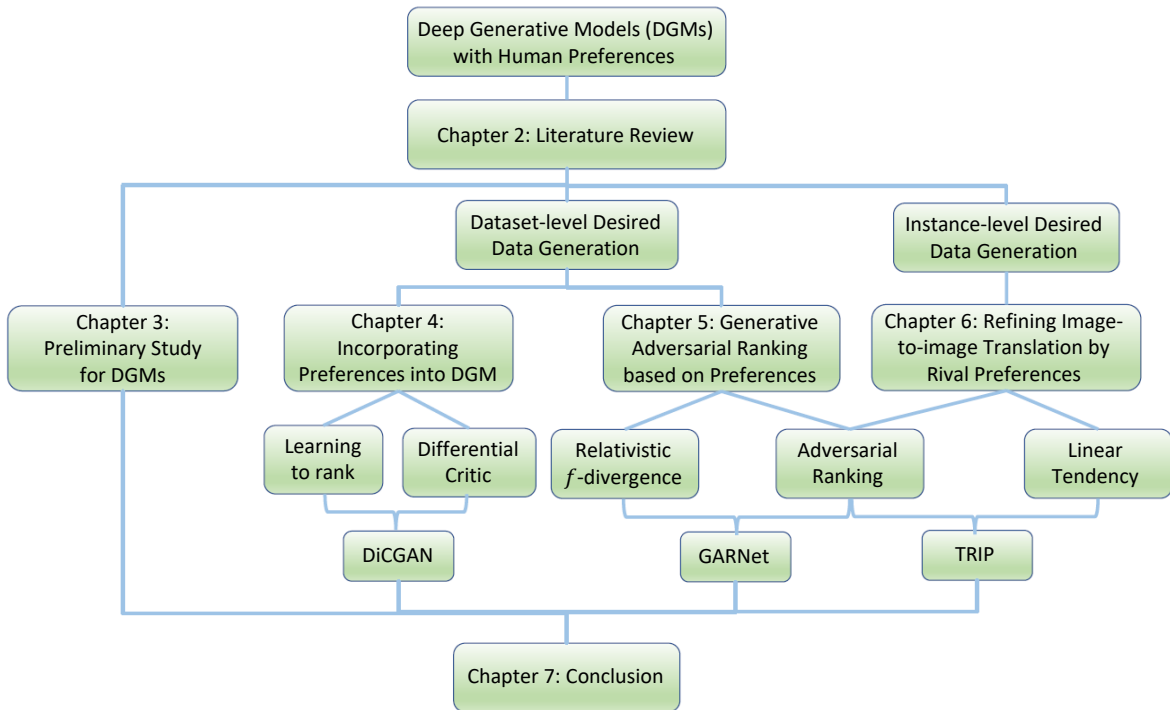 Deep Generative Models (DGMs)
with Human Preferences
Chapter 2: Literature Review
Dataset-level Desired
Data Generation
Instance-level Desired
Data Generation
Chapter 3:
Preliminary Study
for DGMs
Chapter 4:
Incorporating
Preferences into DGM
Chapter 5: Generative
Adversarial Ranking
based on Preferences
Chapter 6: Refining Image-
to-image Translation by
Rival Preferences
Learning
to rank
Differential
Critic
Relativistic
𝑓-divergence
Adversarial
Ranking
Linear
Tendency
DiCGAN
GARNet
TRIP
Chapter 7: Conclusion